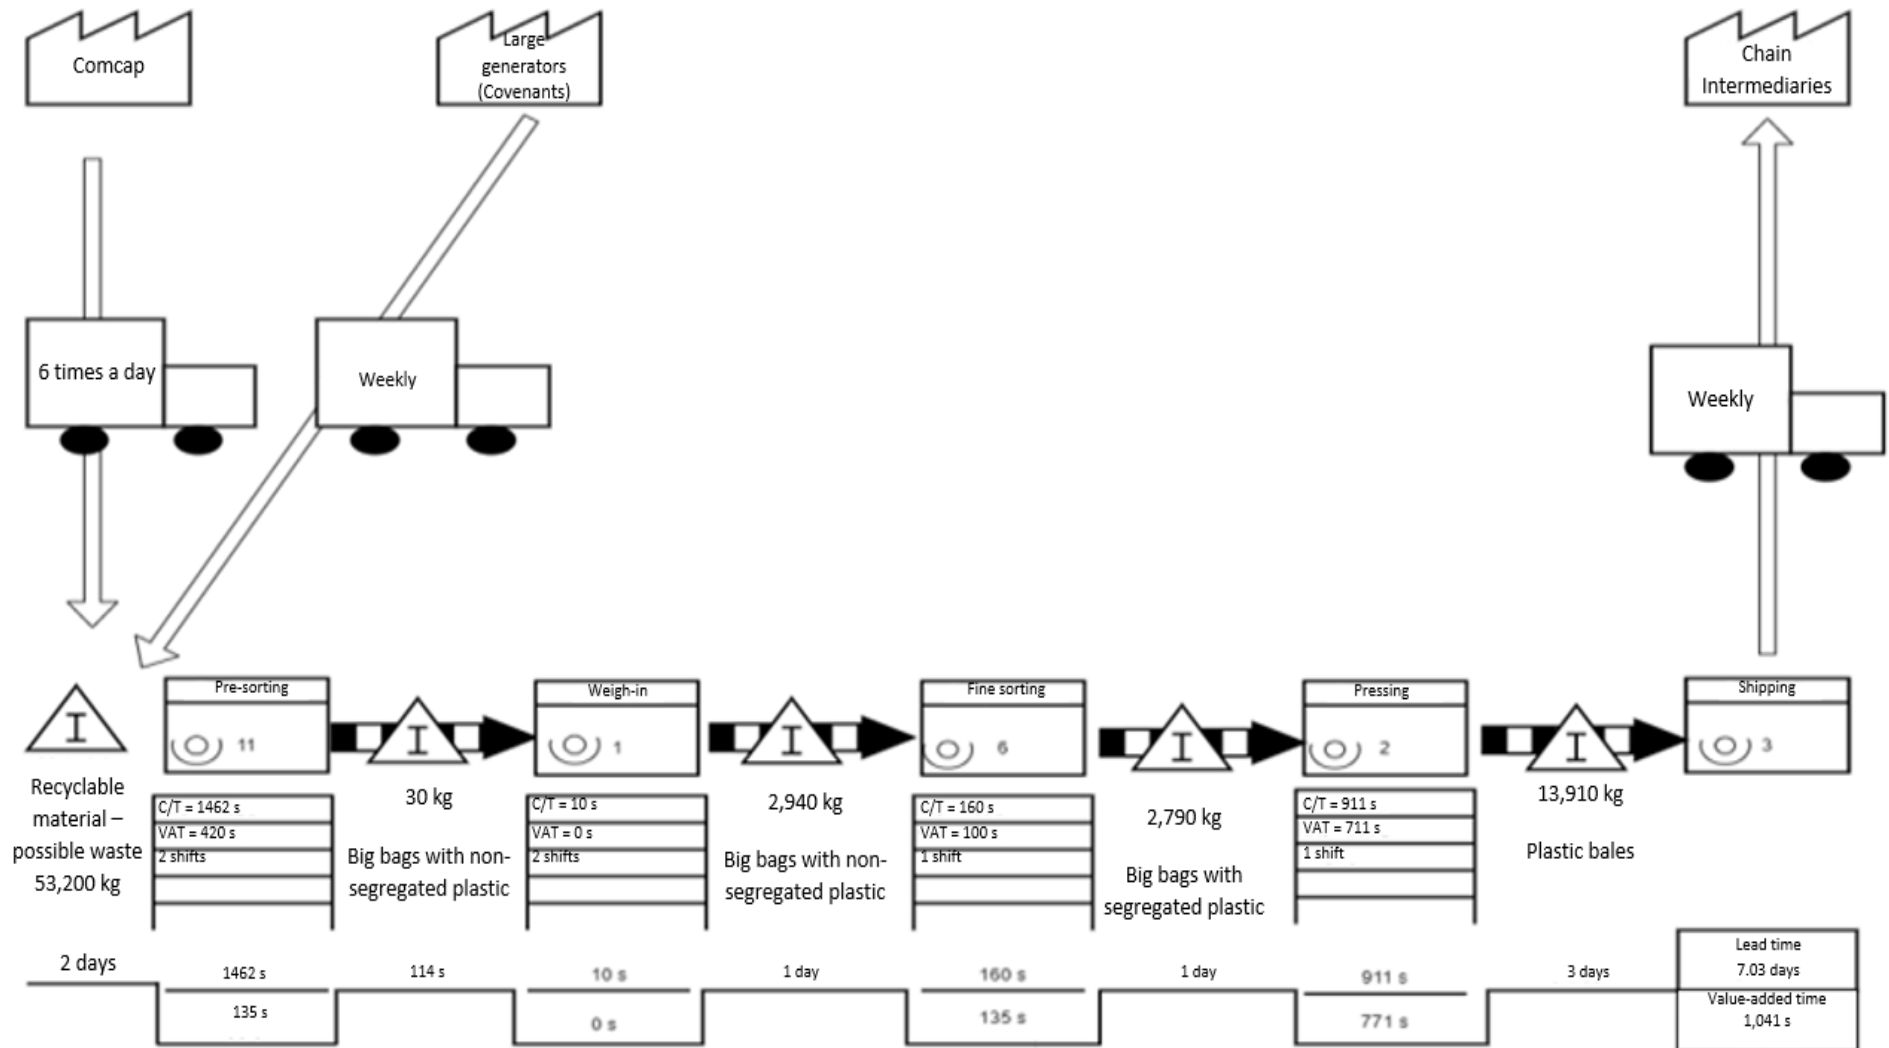 Comcap
Large
generators
(Covenants)
Chain
Intermediaries
6 times a day
Weekly
Weekly
I
Recyclable
material –
possible waste
53,200 kg
Pre-sorting
11
C/T = 1462 s
VAT = 420 s
2 shifts
I
30 kg
Big bags with non-
segregated plastic
Weigh-in
1
C/T = 10 s
VAT = 0 s
2 shifts
I
2,940 kg
Big bags with non-
segregated plastic
Fine sorting
6
C/T = 160 s
VAT = 100 s
1 shift
I
2,790 kg
Big bags with
segregated plastic
Pressing
2
C/T = 911 s
VAT = 711 s
1 shift
I
13,910 kg
Plastic bales
Shipping
3
2 days
1462 s
135 s
114 s
10 s
0 s
1 day
160 s
135 s
1 day
911 s
771 s
3 days
Lead time
7.03 days
Value-added time
1,041 s